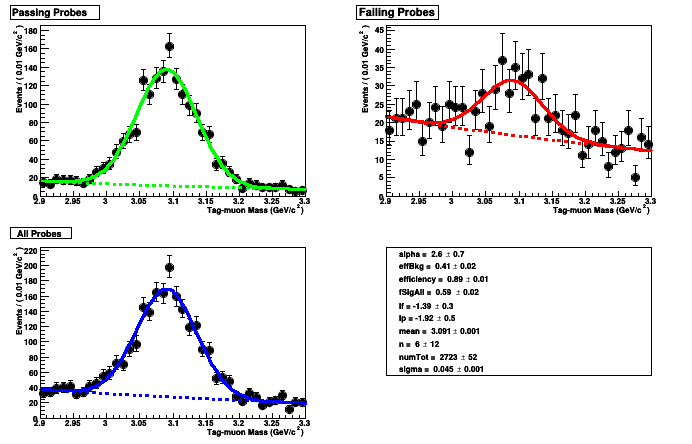 Passing Probes
Events / ( 0.01 GeV/c² )
180
160
140
120
100
80
60
40
20
0
2.9 2.95 3 3.05 3.1 3.15 3.2 3.25 3.3
Tag-muon Mass (GeV/c²)
Failing Probes
Events / ( 0.01 GeV/c² )
45
40
35
30
25
20
15
10
5
0
2.9 2.95 3 3.05 3.1 3.15 3.2 3.25 3.3
Tag-muon Mass (GeV/c²)
All Probes
Events / ( 0.01 GeV/c² )
220
200
180
160
140
120
100
80
60
40
20
0
2.9 2.95 3 3.05 3.1 3.15 3.2 3.25 3.3
Tag-muon Mass (GeV/c²)
alpha = 2.6 ± 0.7
effBkg = 0.41 ± 0.02
efficiency = 0.89 ± 0.01
fSigAll = 0.59 ± 0.02
lf = -1.39 ± 0.3
lp = -1.92 ± 0.5
mean = 3.091 ± 0.001
n = 6 ± 12
numTot = 2723 ± 52
sigma = 0.045 ± 0.001